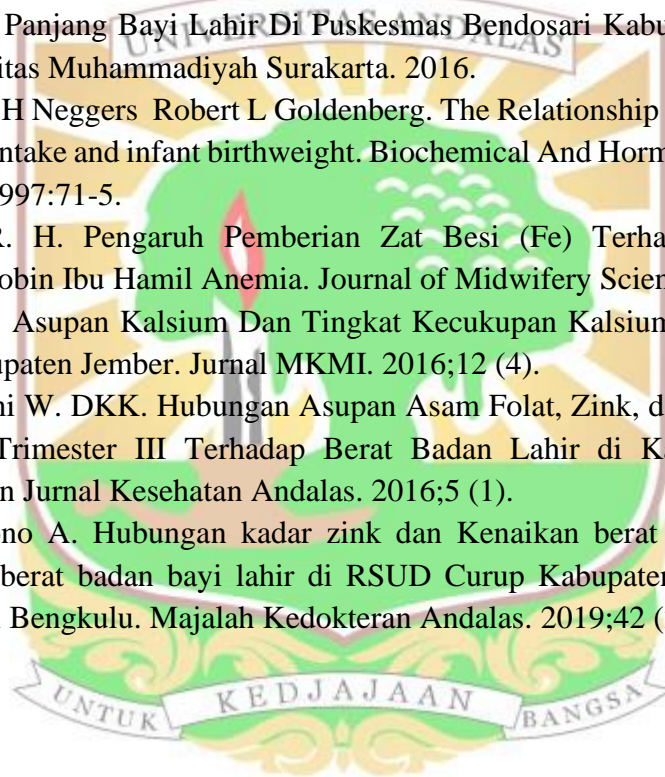 Panjang Bayi Lahir Di Puskesmas Bendosari Kabu
UNIVERSITAS ANDALAS
itas Muhammadiyah Surakarta. 2016.
H Neggers Robert L Goldenberg. The Relationship
ntake and infant birthweight. Biochemical And Horm
997:71-5.
R. H. Pengaruh Pemberian Zat Besi (Fe) Terha
obin Ibu Hamil Anemia. Journal of Midwifery Scien
Asupan Kalsium Dan Tingkat Kecukupan Kalsium
upaten Jember. Jurnal MKMI. 2016;12 (4).
ni W. DKK. Hubungan Asupan Asam Folat, Zink, d
Trimester III Terhadap Berat Badan Lahir di K
n Jurnal Kesehatan Andalas. 2016;5 (1).
ono A. Hubungan kadar zink dan Kenaikan berat
berat badan bayi lahir di RSUD Curup Kabupaten
Bengkulu. Majalah Kedokteran Andalas. 2019;42 (
UNTUK KEDJAJAAN BANGSA